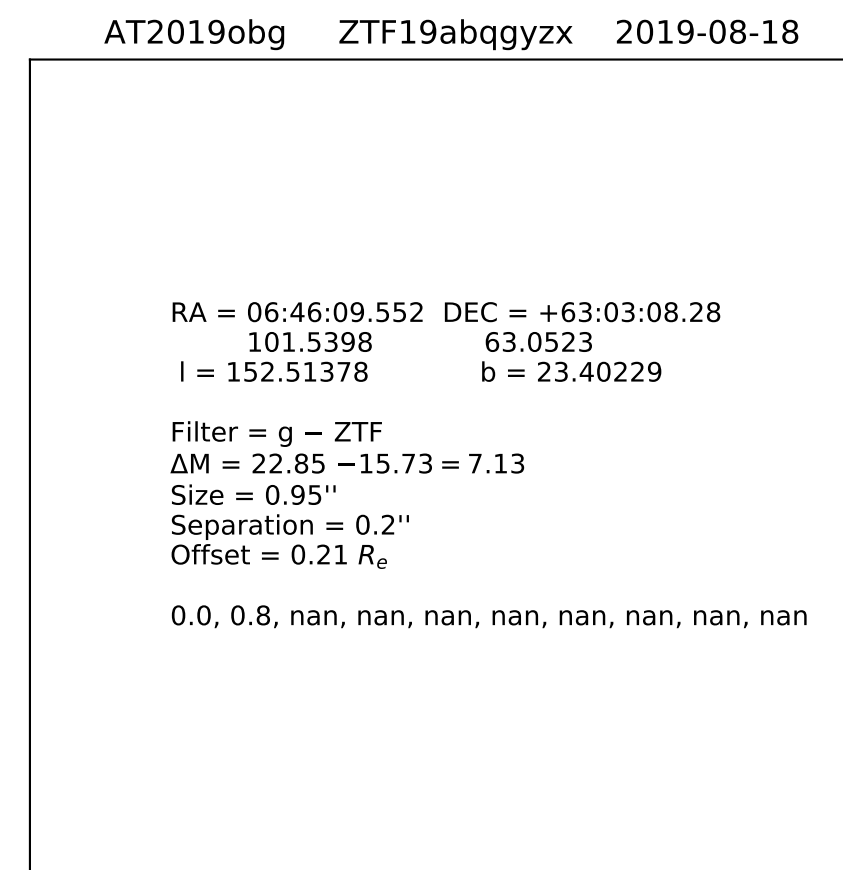 AT2019obg ZTF19abqgyzx 2019-08-18
RA = 06:46:09.552 DEC = +63:03:08.28
101.5398 63.0523
l = 152.51378 b = 23.40229
Filter = g − ZTF
ΔM = 22.85 −15.73 = 7.13
Size = 0.95''
Separation = 0.2''
Offset = 0.21 Re
0.0, 0.8, nan, nan, nan, nan, nan, nan, nan, nan